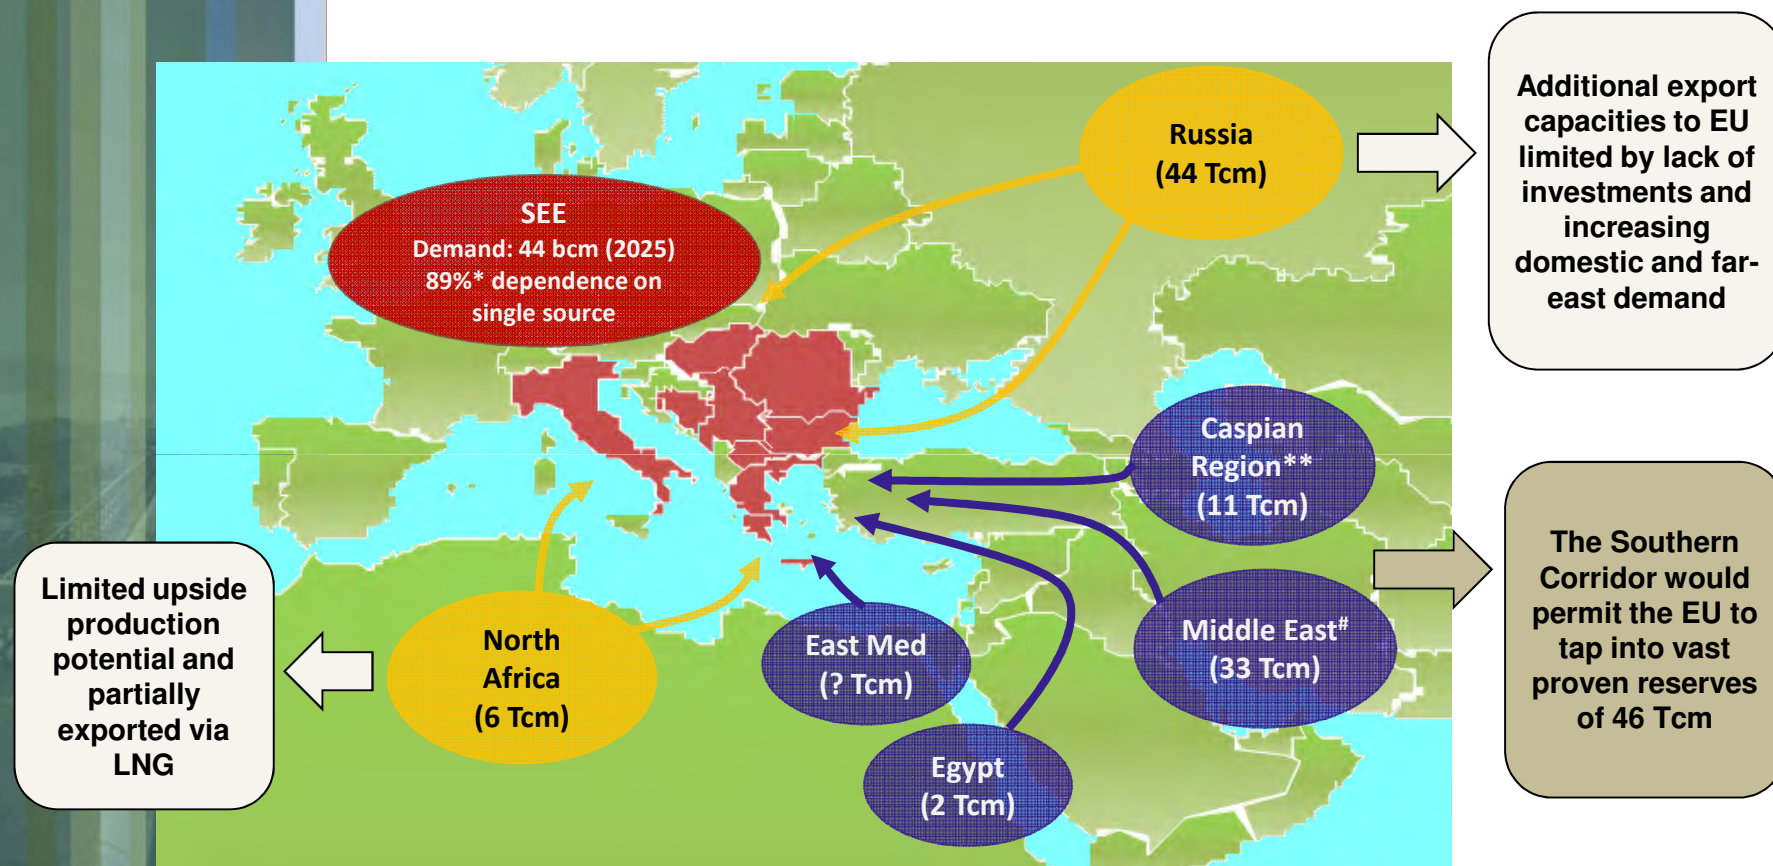 Additional export
capacities to EU
limited by lack of
investments and
increasing
domestic and far-
east demand
Russia
(44 Tcm)
SEE
Demand: 44 bcm (2025)
89%* dependence on
single source
Caspian
Region**
(11 Tcm)
The Southern
Corridor would
permit the EU to
tap into vast
proven reserves
of 46 Tcm
Limited upside
production
potential and
partially
exported via
LNG
North
Africa
(6 Tcm)
East Med
(? Tcm)
Middle East#
(33 Tcm)
Egypt
(2 Tcm)